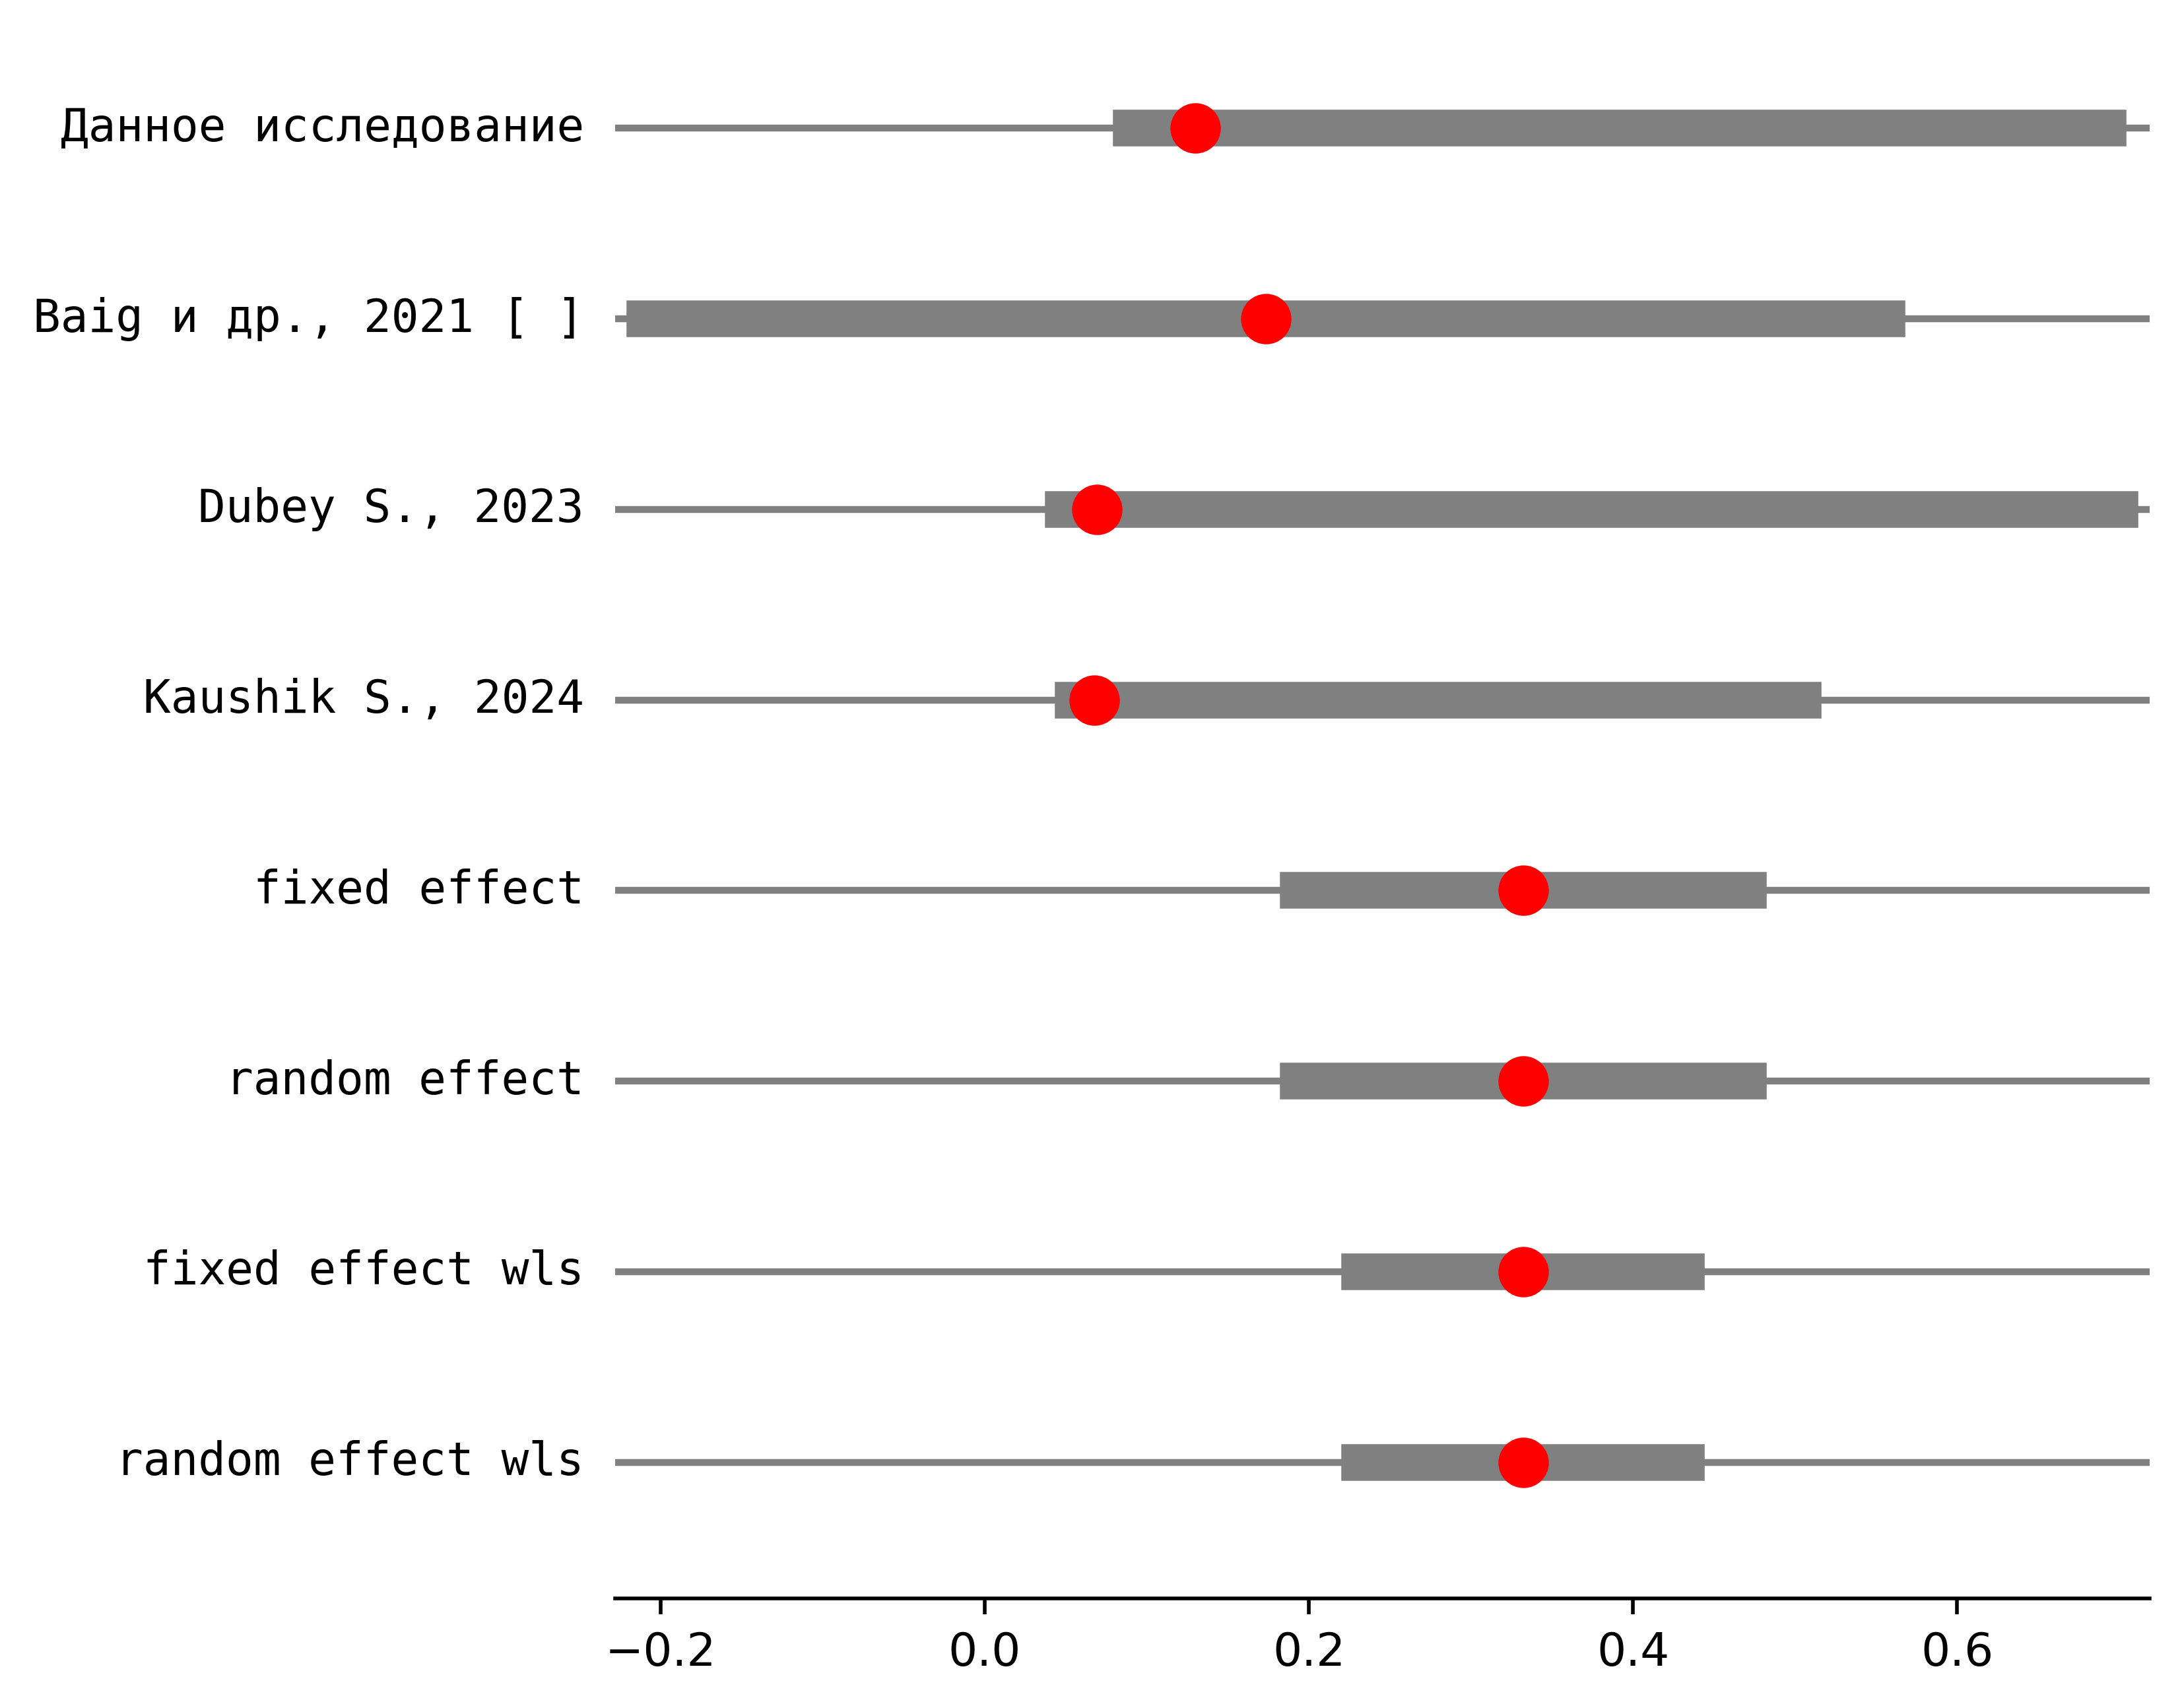 Данное исследование
Baig и др., 2021 [ ]
Dubey S., 2023
Kaushik S., 2024
fixed effect
random effect
fixed effect wls
random effect wls
−0.2 0.0 0.2 0.4 0.6